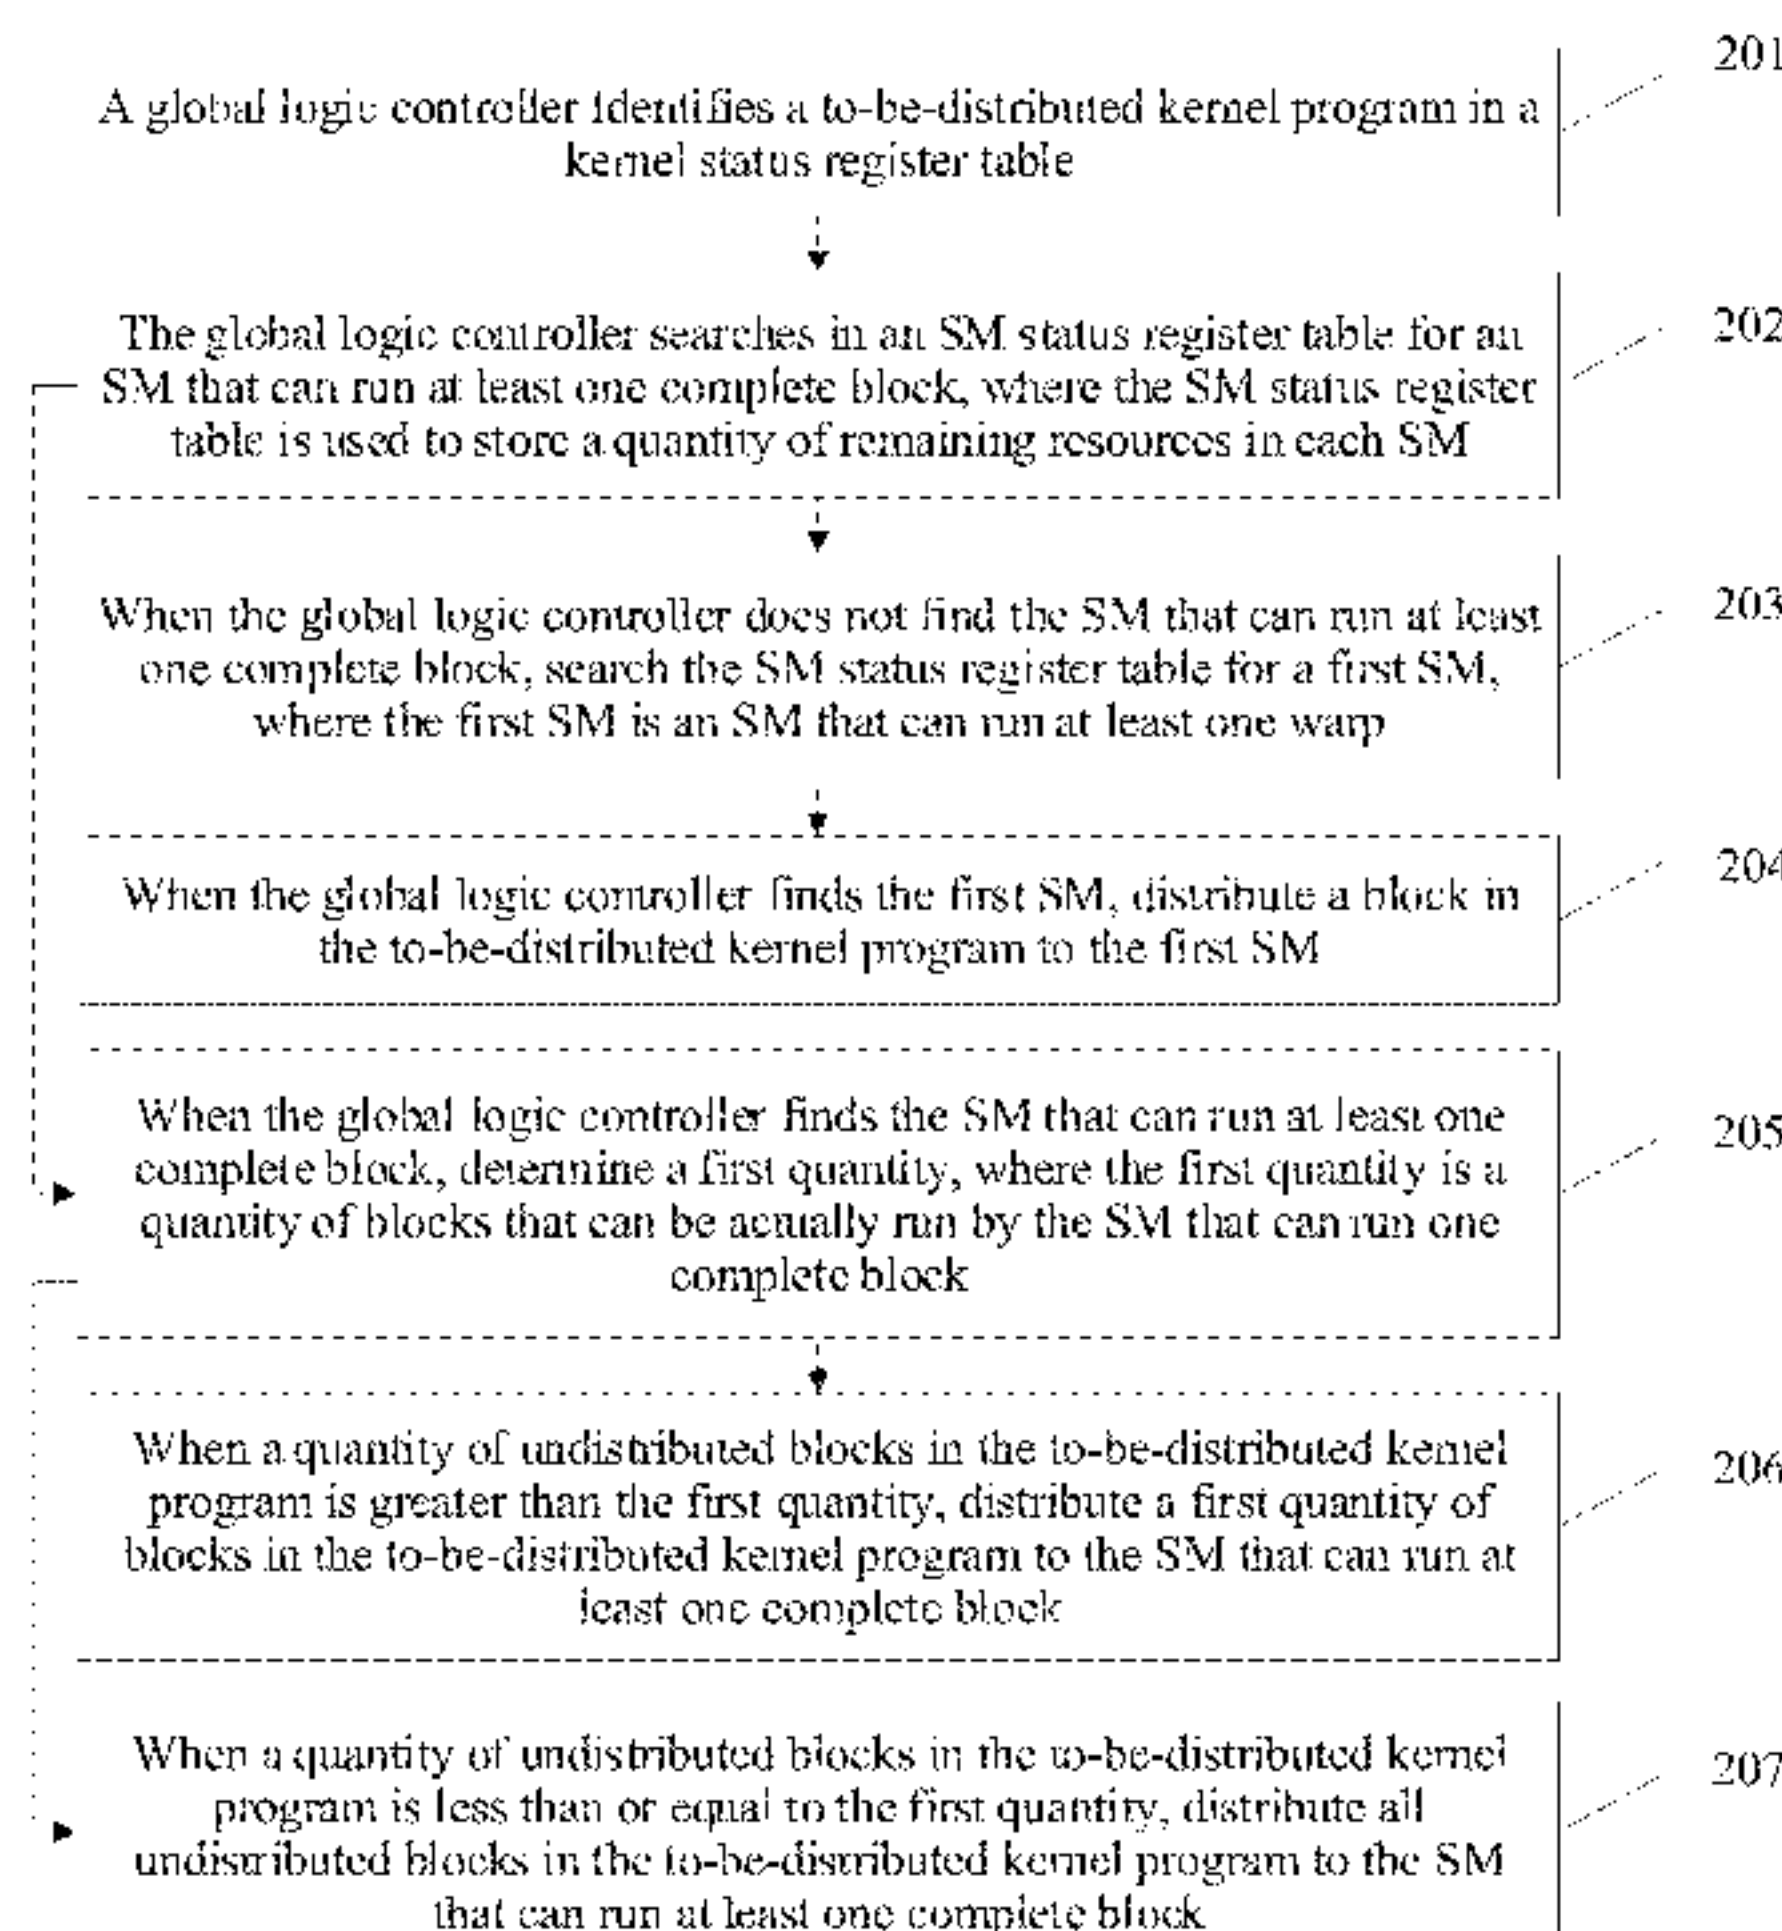 201
A global logic controller identifies a to-be-distributed kernel program in a
kernel status register table
202
The global logic controller searches in an SM status register table for an
SM that can run at least one complete block, where the SM status register
table is used to store a quantity of remaining resources in each SM
203
When the global logic controller does not find the SM that can run at least
one complete block, search the SM status register table for a first SM,
where the first SM is an SM that can run at least one warp
204
When the global logic controller finds the first SM, distribute a block in
the to-be-distributed kernel program to the first SM
205
When the global logic controller finds the SM that can run at least one
complete block, determine a first quantity, where the first quantity is a
quantity of blocks that can be actually run by the SM that can run one
complete block
206
When a quantity of undistributed blocks in the to-be-distributed kernel
program is greater than the first quantity, distribute a first quantity of
blocks in the to-be-distributed kernel program to the SM that can run at
least one complete block
207
When a quantity of undistributed blocks in the to-be-distributed kernel
program is less than or equal to the first quantity, distribute all
undistributed blocks in the to-be-distributed kernel program to the SM
that can run at least one complete block